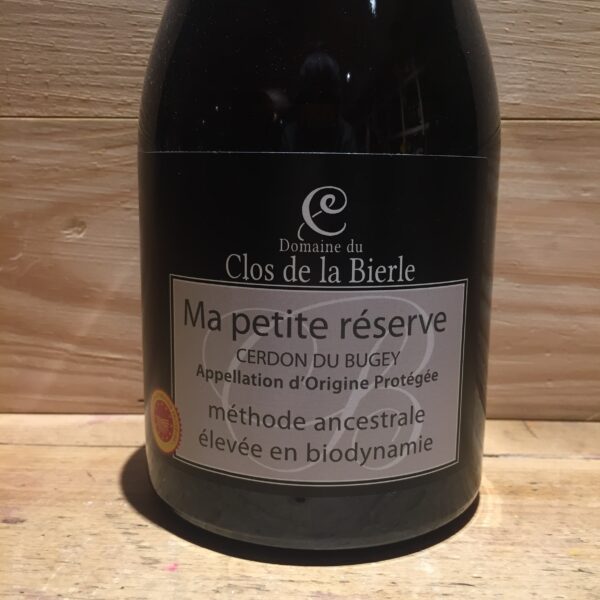 Domaine du
Clos de la Bierle
Ma petite réserve
CERDON DU BUGEY
Appellation d'Origine Protégée
méthode ancestrale
élevée en biodynamie